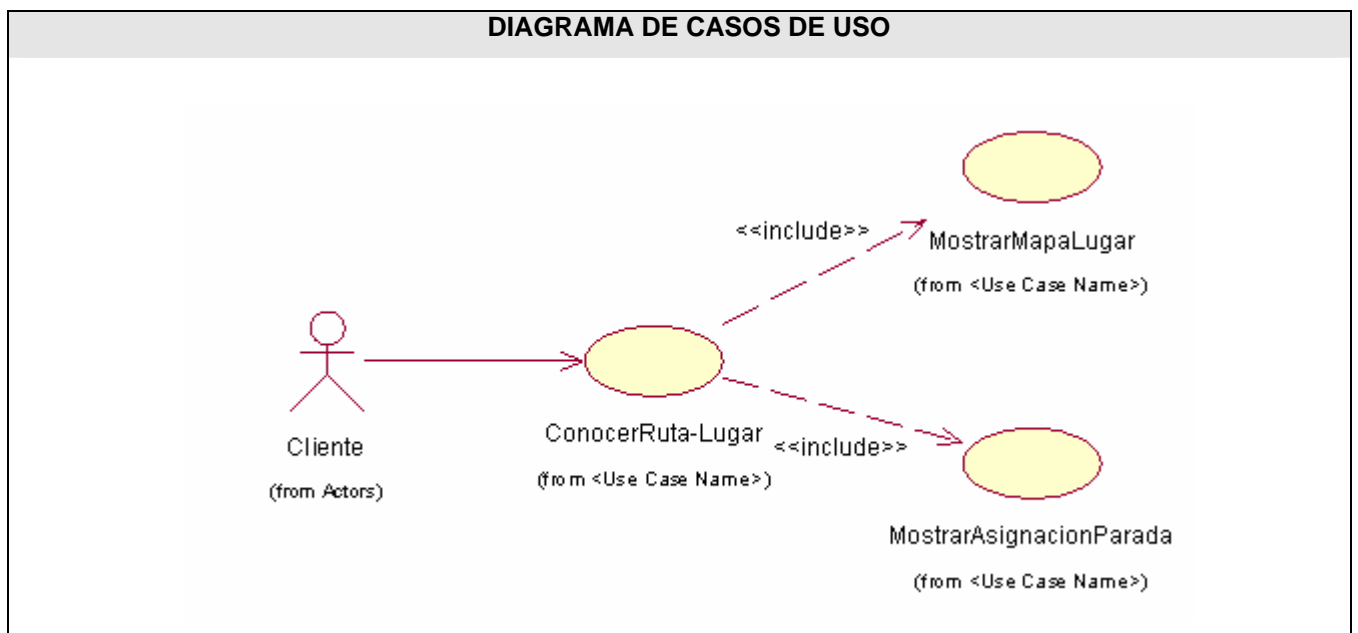 DIAGRAMA DE CASOS DE USO
<<include>>
MostrarMapaLugar
(from <Use Case Name>)
Cliente
(from Actors)
ConocerRuta-Lugar
(from <Use Case Name>)
<<include>>
MostrarAsignacionParada
(from <Use Case Name>)